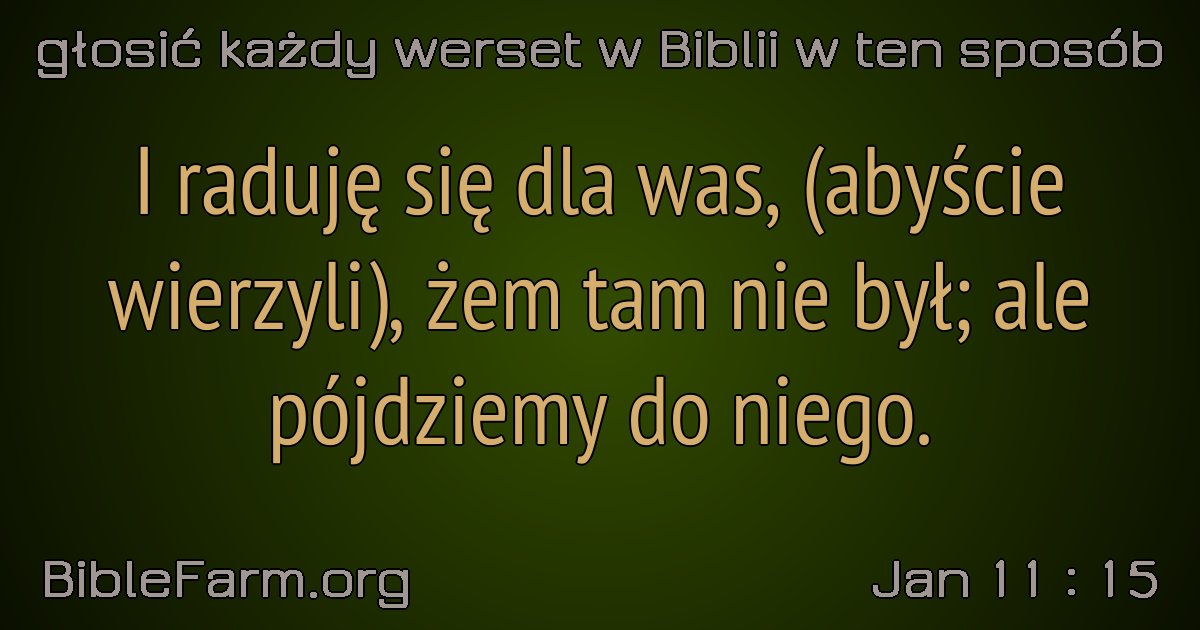 głosić każdy werset w Biblii w ten sposób
I raduję się dla was, (abyście
wierzyli), żem tam nie był; ale
pójdziemy do niego.
BibleFarm.org
Jan 11 : 15